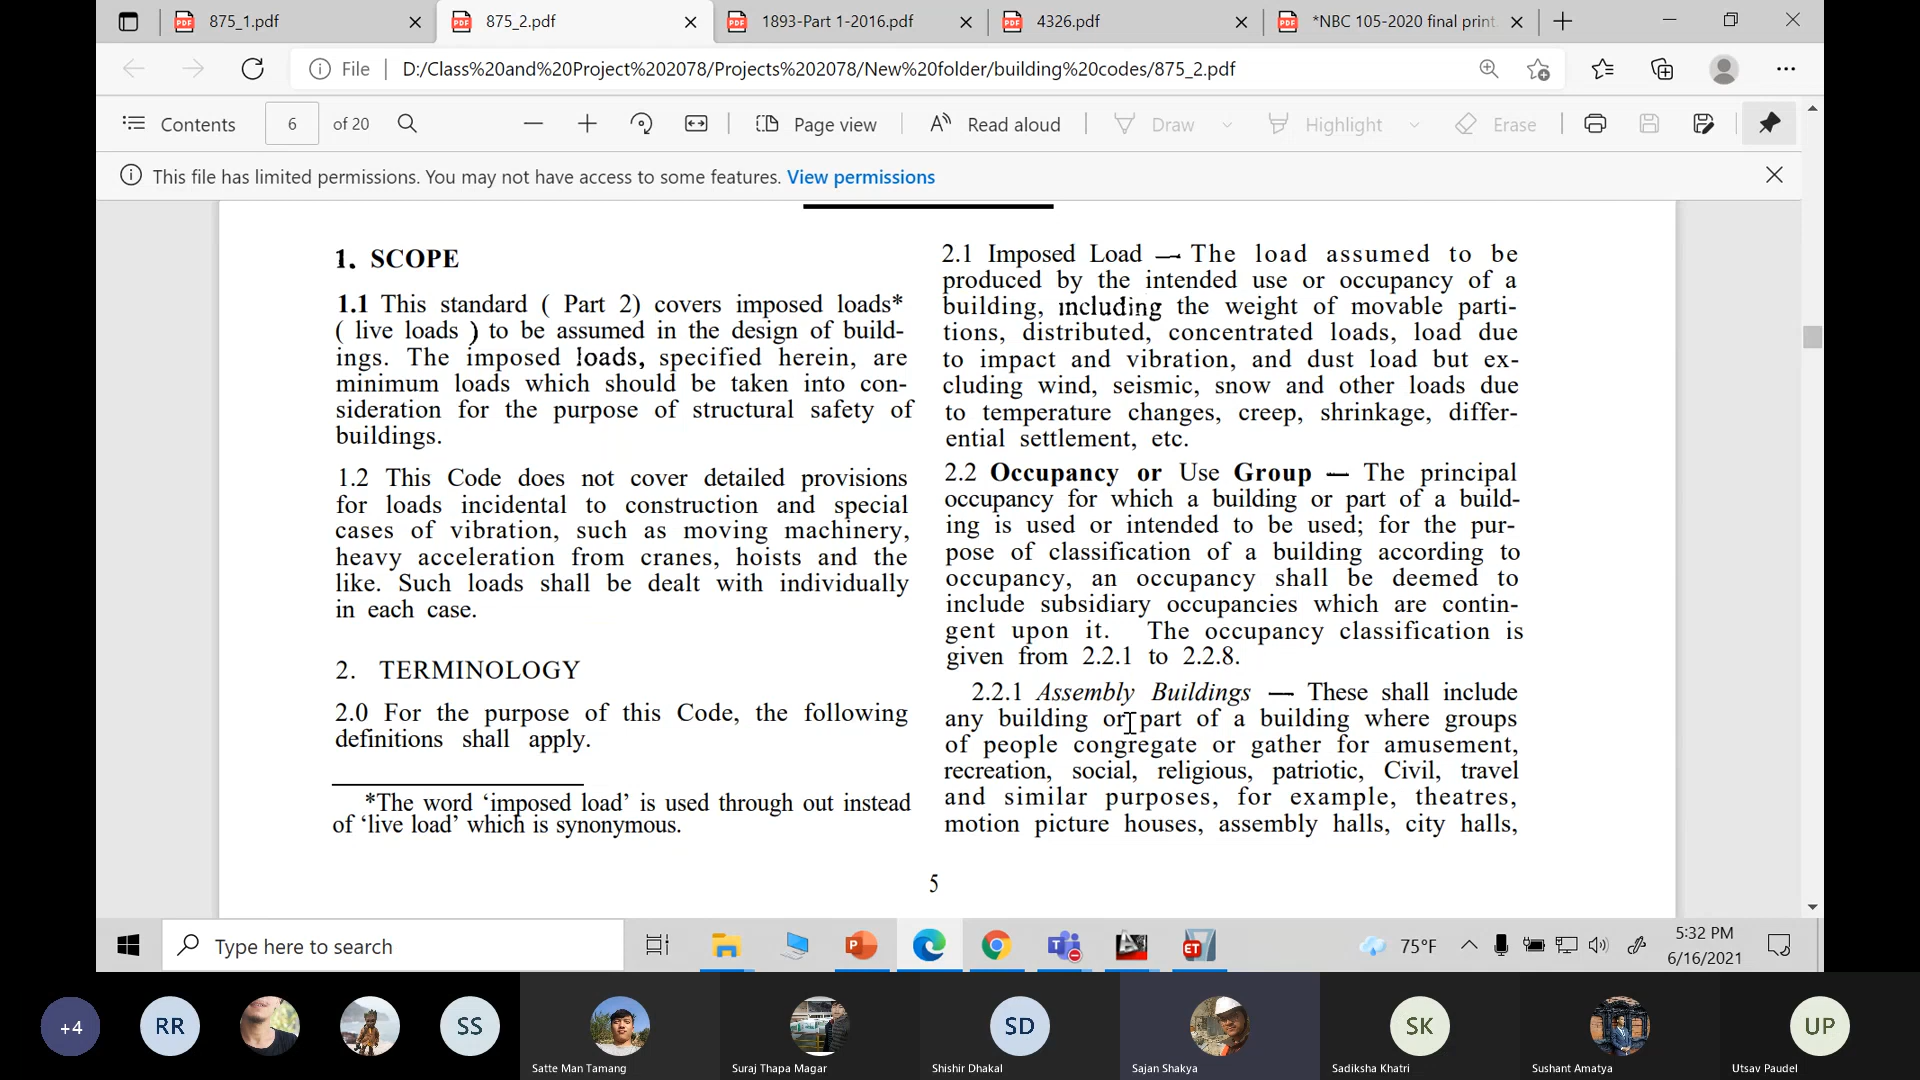 875_1.pdf
875_2.pdf
1893-Part 1-2016.pdf
4326.pdf
*NBC 105-2020 final print.
File
D:/Class%20and%20Project%202078/Projects%202078/New%20folder/building%20codes/875_2.pdf
Contents
6
of 20
Page view
Read aloud
Draw
Highlight
Erase
This file has limited permissions. You may not have access to some features. View permissions
1. SCOPE
1.1 This standard ( Part 2) covers imposed loads*
( live loads ) to be assumed in the design of build-
ings. The imposed loads, specified herein, are
minimum loads which should be taken into con-
sideration for the purpose of structural safety of
buildings.
1.2 This Code does not cover detailed provisions
for loads incidental to construction and special
cases of vibration, such as moving machinery,
heavy acceleration from cranes, hoists and the
like. Such loads shall be dealt with individually
in each case.
2. TERMINOLOGY
2.0 For the purpose of this Code, the following
definitions shall apply.
*The word ‘imposed load’ is used through out instead
of ‘live load’ which is synonymous.
2.1 Imposed Load — The load assumed to be
produced by the intended use or occupancy of a
building, including the weight of movable parti-
tions, distributed, concentrated loads, load due
to impact and vibration, and dust load but ex-
cluding wind, seismic, snow and other loads due
to temperature changes, creep, shrinkage, differ-
ential settlement, etc.
2.2 Occupancy or Use Group — The principal
occupancy for which a building or part of a build-
ing is used or intended to be used; for the pur-
pose of classification of a building according to
occupancy, an occupancy shall be deemed to
include subsidiary occupancies which are contin-
gent upon it. The occupancy classification is
given from 2.2.1 to 2.2.8.
2.2.1 Assembly Buildings — These shall include
any building or part of a building where groups
of people congregate or gather for amusement,
recreation, social, religious, patriotic, Civil, travel
and similar purposes, for example, theatres,
motion picture houses, assembly halls, city halls,
5
Type here to search
75°F
5:32 PM
6/16/2021
+4
RR
SS
SD
SK
UP
Satte Man Tamang
Suraj Thapa Magar
Shishir Dhakal
Sajan Shakya
Sadiksha Khatri
Sushant Amatya
Utsav Paudel